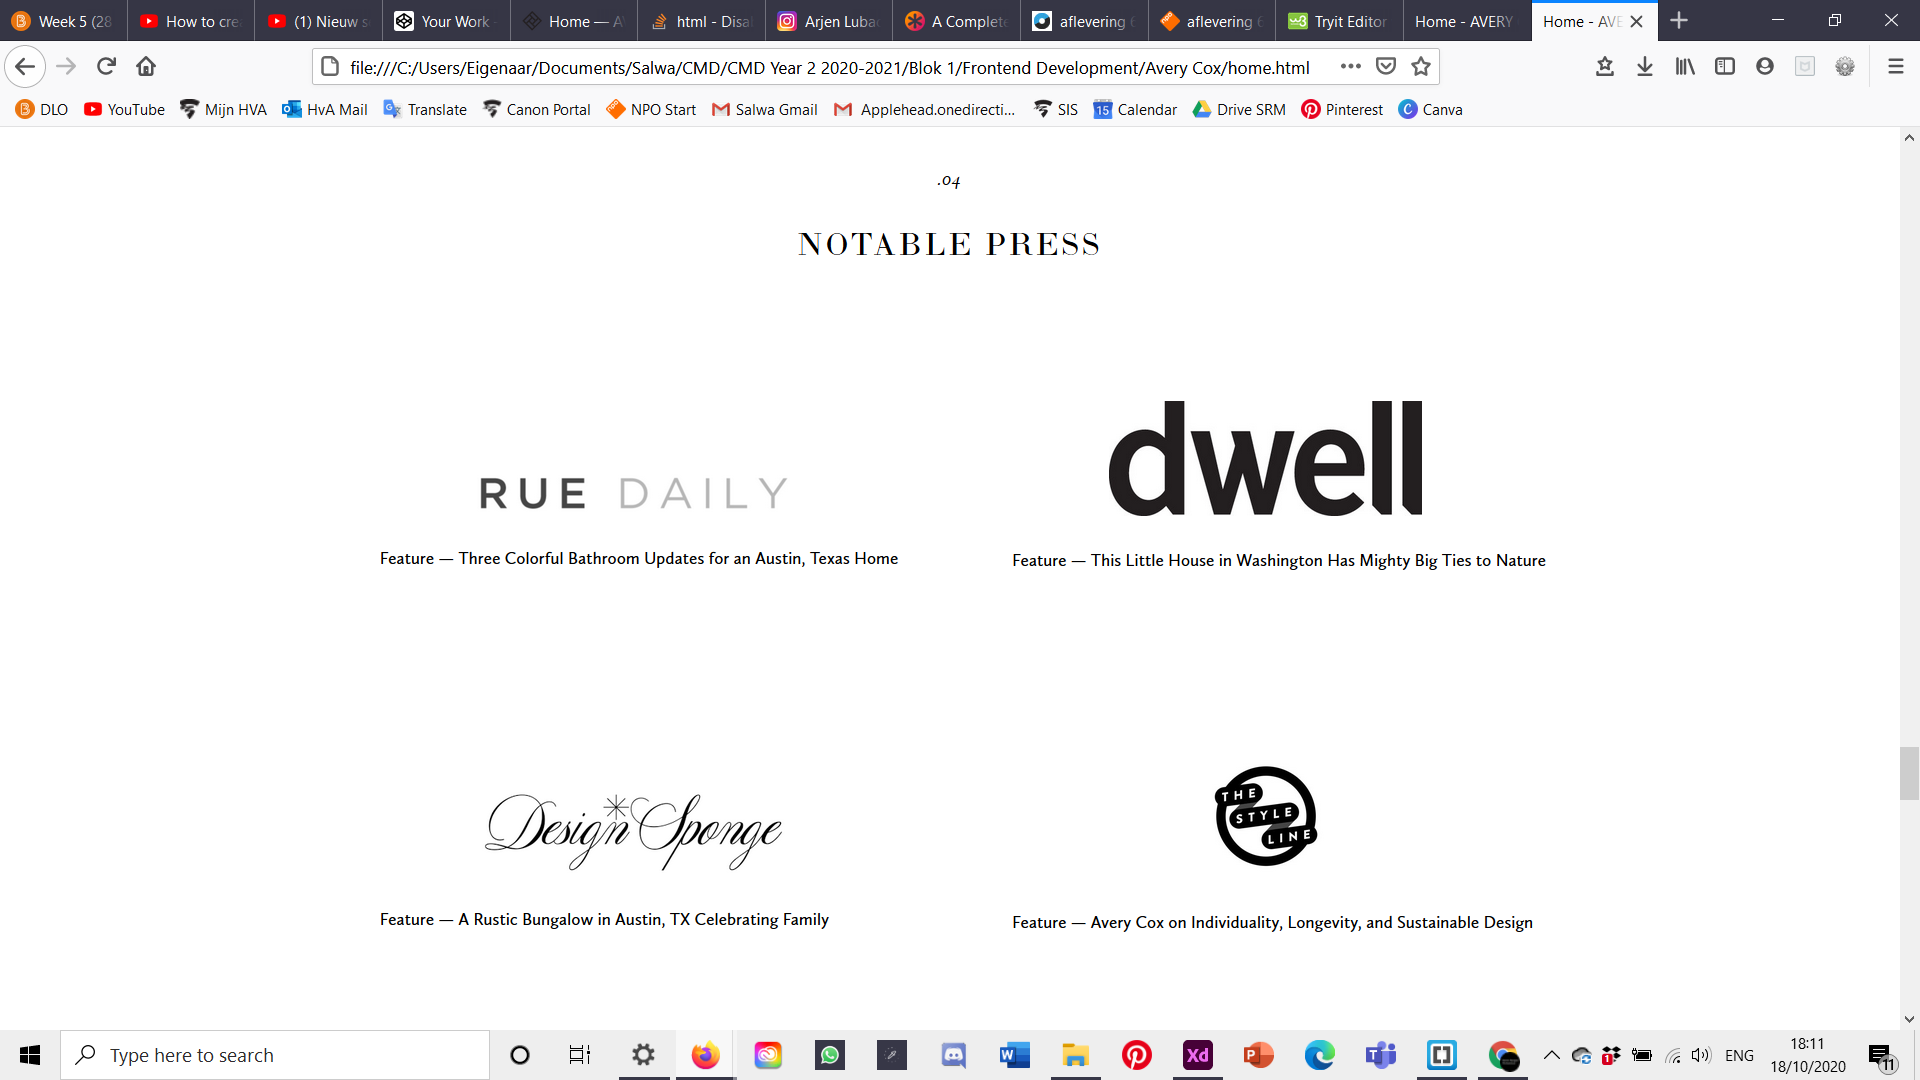 Week 5 (28
How to cre
(1) Nieuw s
Your Work
Home — A
html - Disa
Arjen Luba
A Complet
aflevering 6
aflevering 6
Tryit Editor
Home - AVERY
Home - AVE
file:///C:/Users/Eigenaar/Documents/Salwa/CMD/CMD Year 2 2020-2021/Blok 1/Frontend Development/Avery Cox/home.html
DLO YouTube Mijn HVA HvA Mail Translate Canon Portal NPO Start Salwa Gmail Applehead.onedirecti... SIS 15 Calendar Drive SRM Pinterest Canva
.04
NOTABLE PRESS
RUE DAILY
Feature — Three Colorful Bathroom Updates for an Austin, Texas Home
dwell
Feature — This Little House in Washington Has Mighty Big Ties to Nature
Design*Sponge
Feature — A Rustic Bungalow in Austin, TX Celebrating Family
THE
STYLE
LINE
Feature — Avery Cox on Individuality, Longevity, and Sustainable Design
Type here to search
Xd
ENG
18:11
18/10/2020
11